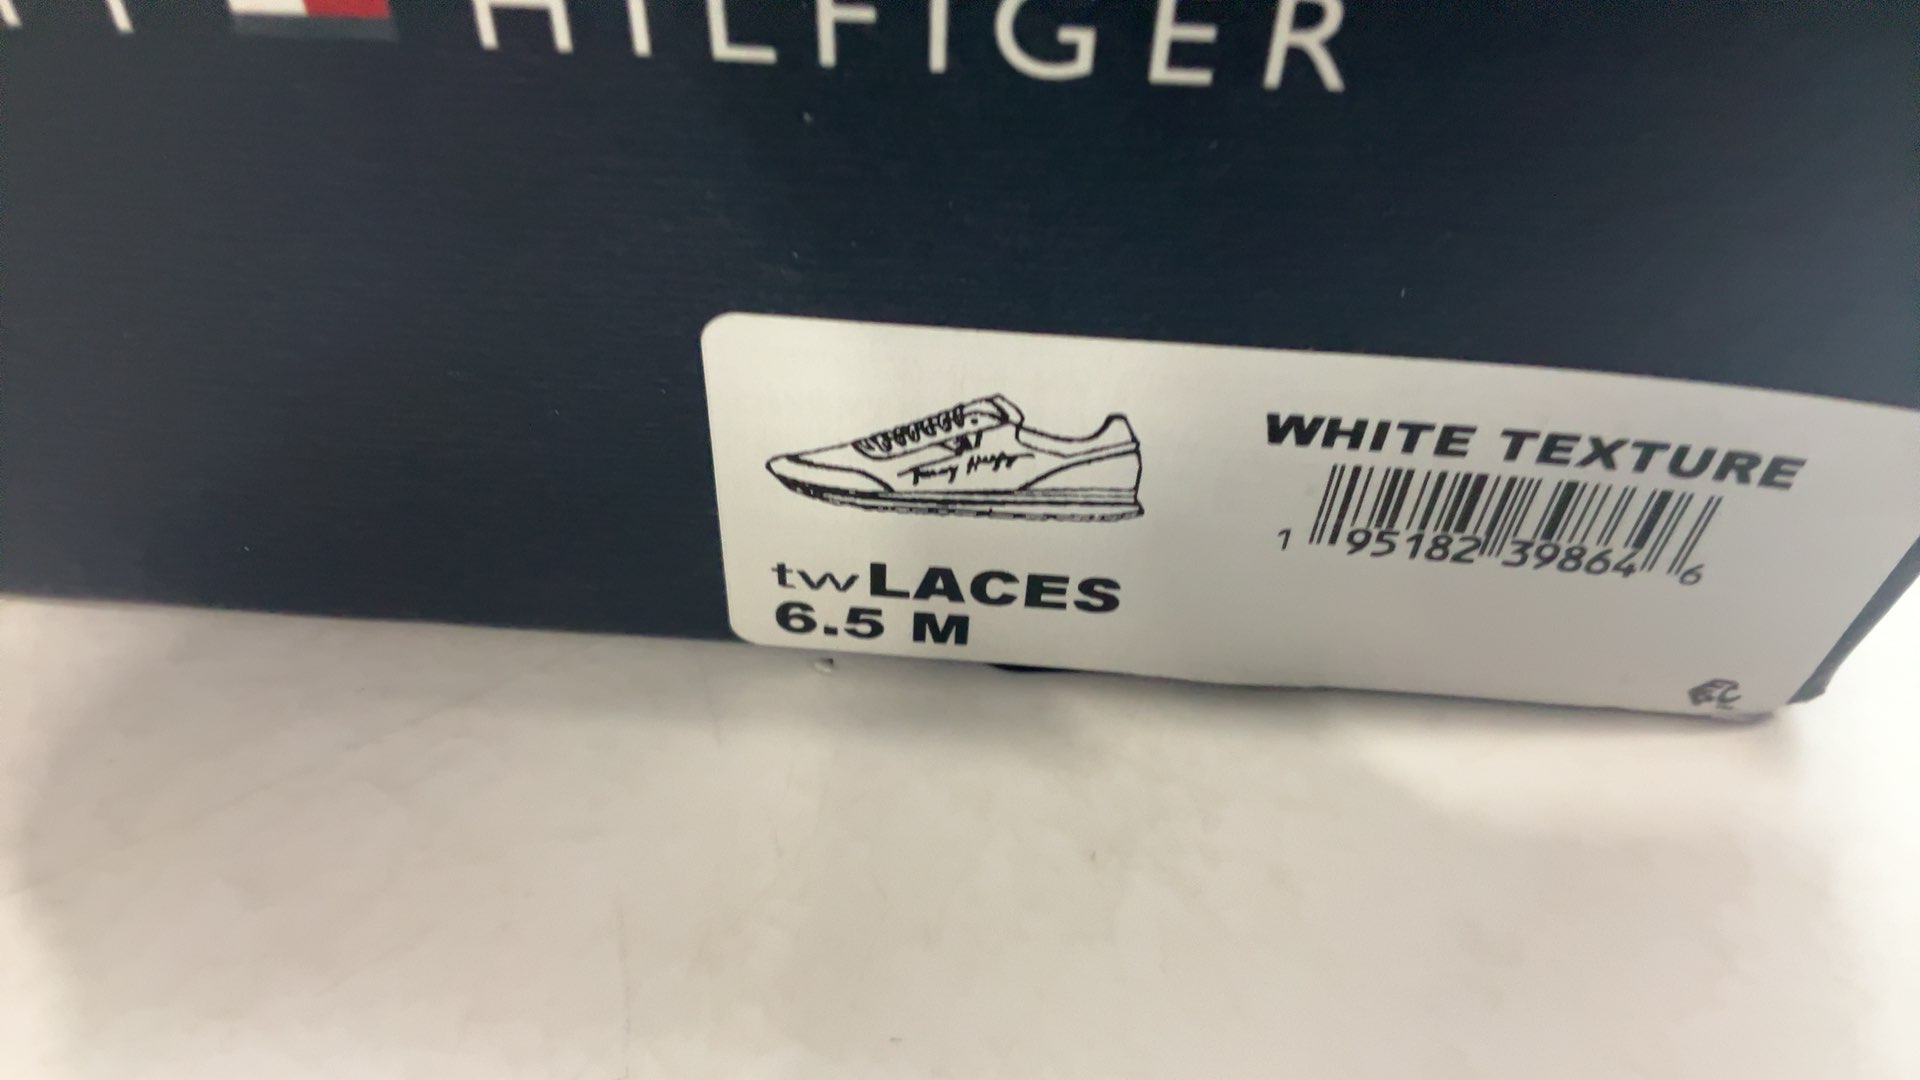 HILFIGER
WHITE TEXTURE
1 95182 39864 6
twLACES
6.5 M